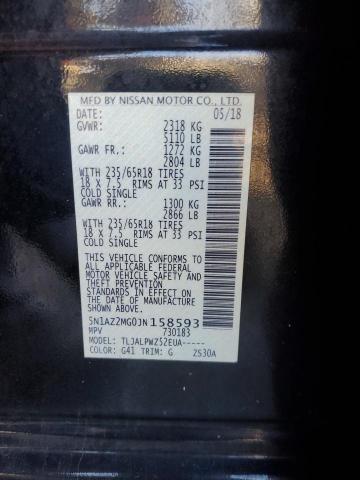 MFD BY NISSAN MOTOR CO., LTD.
DATE: 05/18
GVWR: 2318 KG
5110 LB
GAWR FR.: 1272 KG
2804 LB
WITH 235/65R18 TIRES
18 X 7.5 RIMS AT 33 PSI
COLD SINGLE
GAWR RR.: 1300 KG
2866 LB
WITH 235/65R18 TIRES
18 X 7.5 RIMS AT 33 PSI
COLD SINGLE
THIS VEHICLE CONFORMS TO
ALL APPLICABLE FEDERAL
MOTOR VEHICLE SAFETY
STANDARDS IN EFFECT ON
THE DATE OF MANUFACTURE
SHOWN ABOVE.
5N1AZ2MG0JN158593
MPV 730183
MODEL: TLJALPWZ52EUA-----
COLOR: G41 TRIM: G ZS30A